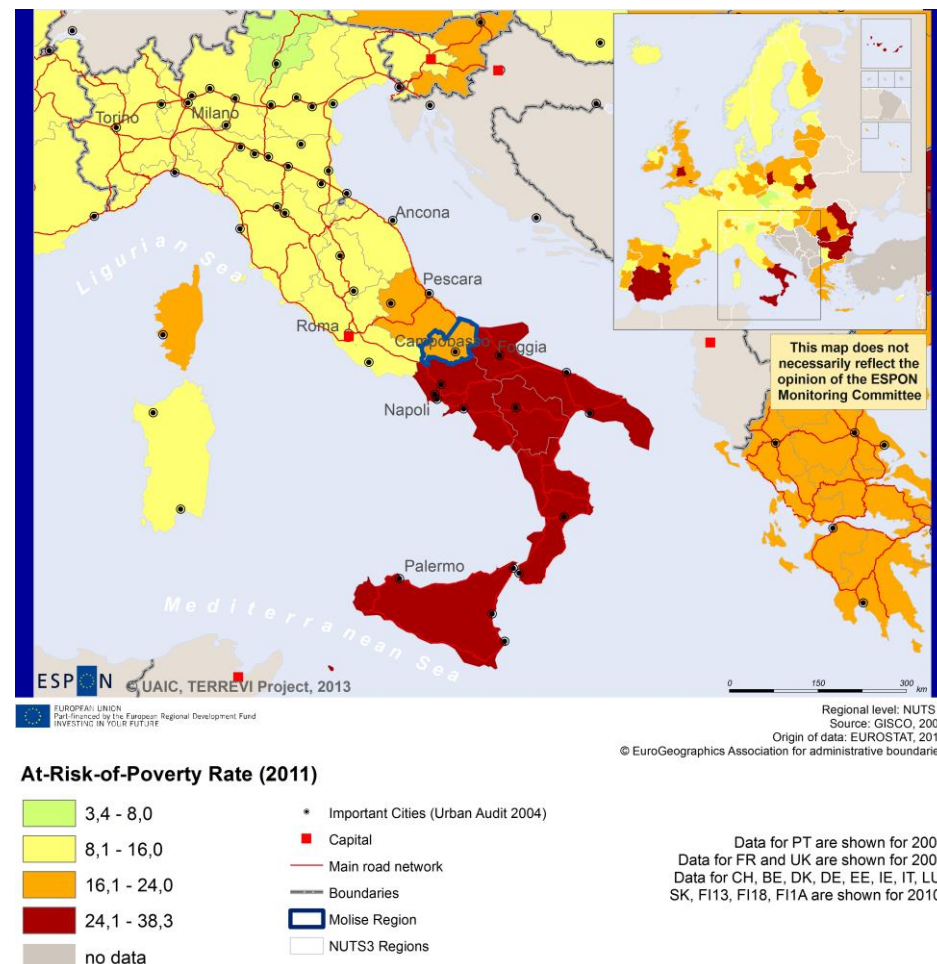 Torino
Milano
Ligurian Sea
Ancona
Pescara
Roma
Campobasso
Foggia
Napoli
Palermo
Mediterranean Sea
This map does not
necessarily reflect the
opinion of the ESPON
Monitoring Committee
ESPON
© UAIC, TERREVI Project, 2013
0 150 300
km
EUROPEAN UNION
Part-financed by the European Regional Development Fund
INVESTING IN YOUR FUTURE
Regional level: NUTS
Source: GISCO, 200
Origin of data: EUROSTAT, 201
© EuroGeographics Association for administrative boundarie
At-Risk-of-Poverty Rate (2011)
3,4 - 8,0
8,1 - 16,0
16,1 - 24,0
24,1 - 38,3
no data
Important Cities (Urban Audit 2004)
Capital
Main road network
Boundaries
Molise Region
NUTS3 Regions
Data for PT are shown for 200
Data for FR and UK are shown for 200
Data for CH, BE, DK, DE, EE, IE, IT, LU
SK, FI13, FI18, FI1A are shown for 2010